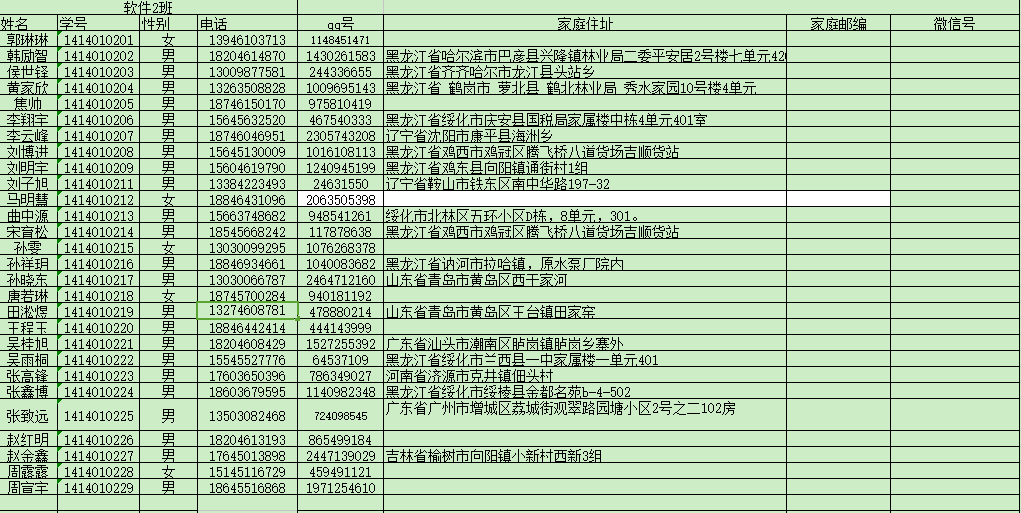 软件2班
姓名 学号 性别 电话 qq号 家庭住址 家庭邮编 微信号
郭琳琳 1414010201 女 13946103713 1148451471
韩励智 1414010202 男 18204614870 1430261583 黑龙江省哈尔滨市巴彦县兴隆镇林业局二委平安居2号楼七单元420
侯世铎 1414010203 男 13009877581 244336655 黑龙江省齐齐哈尔市龙江县头站乡
黄家欣 1414010204 男 13263508828 1009695143 黑龙江省 鹤岗市 萝北县 鹤北林业局 秀水家园10号楼4单元
焦帅 1414010205 男 18746150170 975810419
李翔宇 1414010206 男 15645632520 467540333 黑龙江省绥化市庆安县国税局家属楼中栋4单元401室
李云峰 1414010207 男 18746046951 2305743208 辽宁省沈阳市康平县海洲乡
刘博进 1414010208 男 15645130009 1016108113 黑龙江省鸡西市鸡冠区腾飞桥八道货场吉顺货站
刘明宇 1414010209 男 15604619790 1240945199 黑龙江省鸡东县向阳镇通街村1组
刘子旭 1414010211 男 13384223493 24631550 辽宁省鞍山市铁东区南中华路197-32
马明慧 1414010212 女 18846431096 2063505398
曲中源 1414010213 男 15663748682 948541261 绥化市北林区五环小区D栋，8单元，301。
宋盲松 1414010214 男 18545668242 117878638 黑龙江省鸡西市鸡冠区腾飞桥八道货场吉顺货站
孙雯 1414010215 女 13030099295 1076268378
孙祥玥 1414010216 男 18846934661 1040083682 黑龙江省讷河市拉哈镇，原水泵厂院内
孙晓东 1414010217 男 13030066787 2464712160 山东省青岛市黄岛区西于家河
唐若琳 1414010218 女 18745700284 940181192
田淞煜 1414010219 男 13274608781 478880214 山东省青岛市黄岛区王台镇田家窑
王程玉 1414010220 男 18846442414 444143999
吴桂旭 1414010221 男 18204608429 1527255392 广东省汕头市潮南区胪岗镇胪岗乡寨外
吴雨桐 1414010222 男 15545527776 64537109 黑龙江省绥化市兰西县一中家属楼一单元401
张高锋 1414010223 男 17603650396 786349027 河南省济源市克井镇佃头村
张鑫博 1414010224 男 18603679595 1140982348 黑龙江省绥化市绥棱县金都名苑b-4-502
张致远 1414010225 男 13503082468 724098545 广东省广州市增城区荔城街观翠路园塘小区2号之二102房
赵红明 1414010226 男 18204613193 865499184
赵金鑫 1414010227 男 17645013898 2447139029 吉林省榆树市向阳镇小新村西新3组
周露露 1414010228 女 15145116729 459491121
周宣宇 1414010229 男 18645516868 1971254610